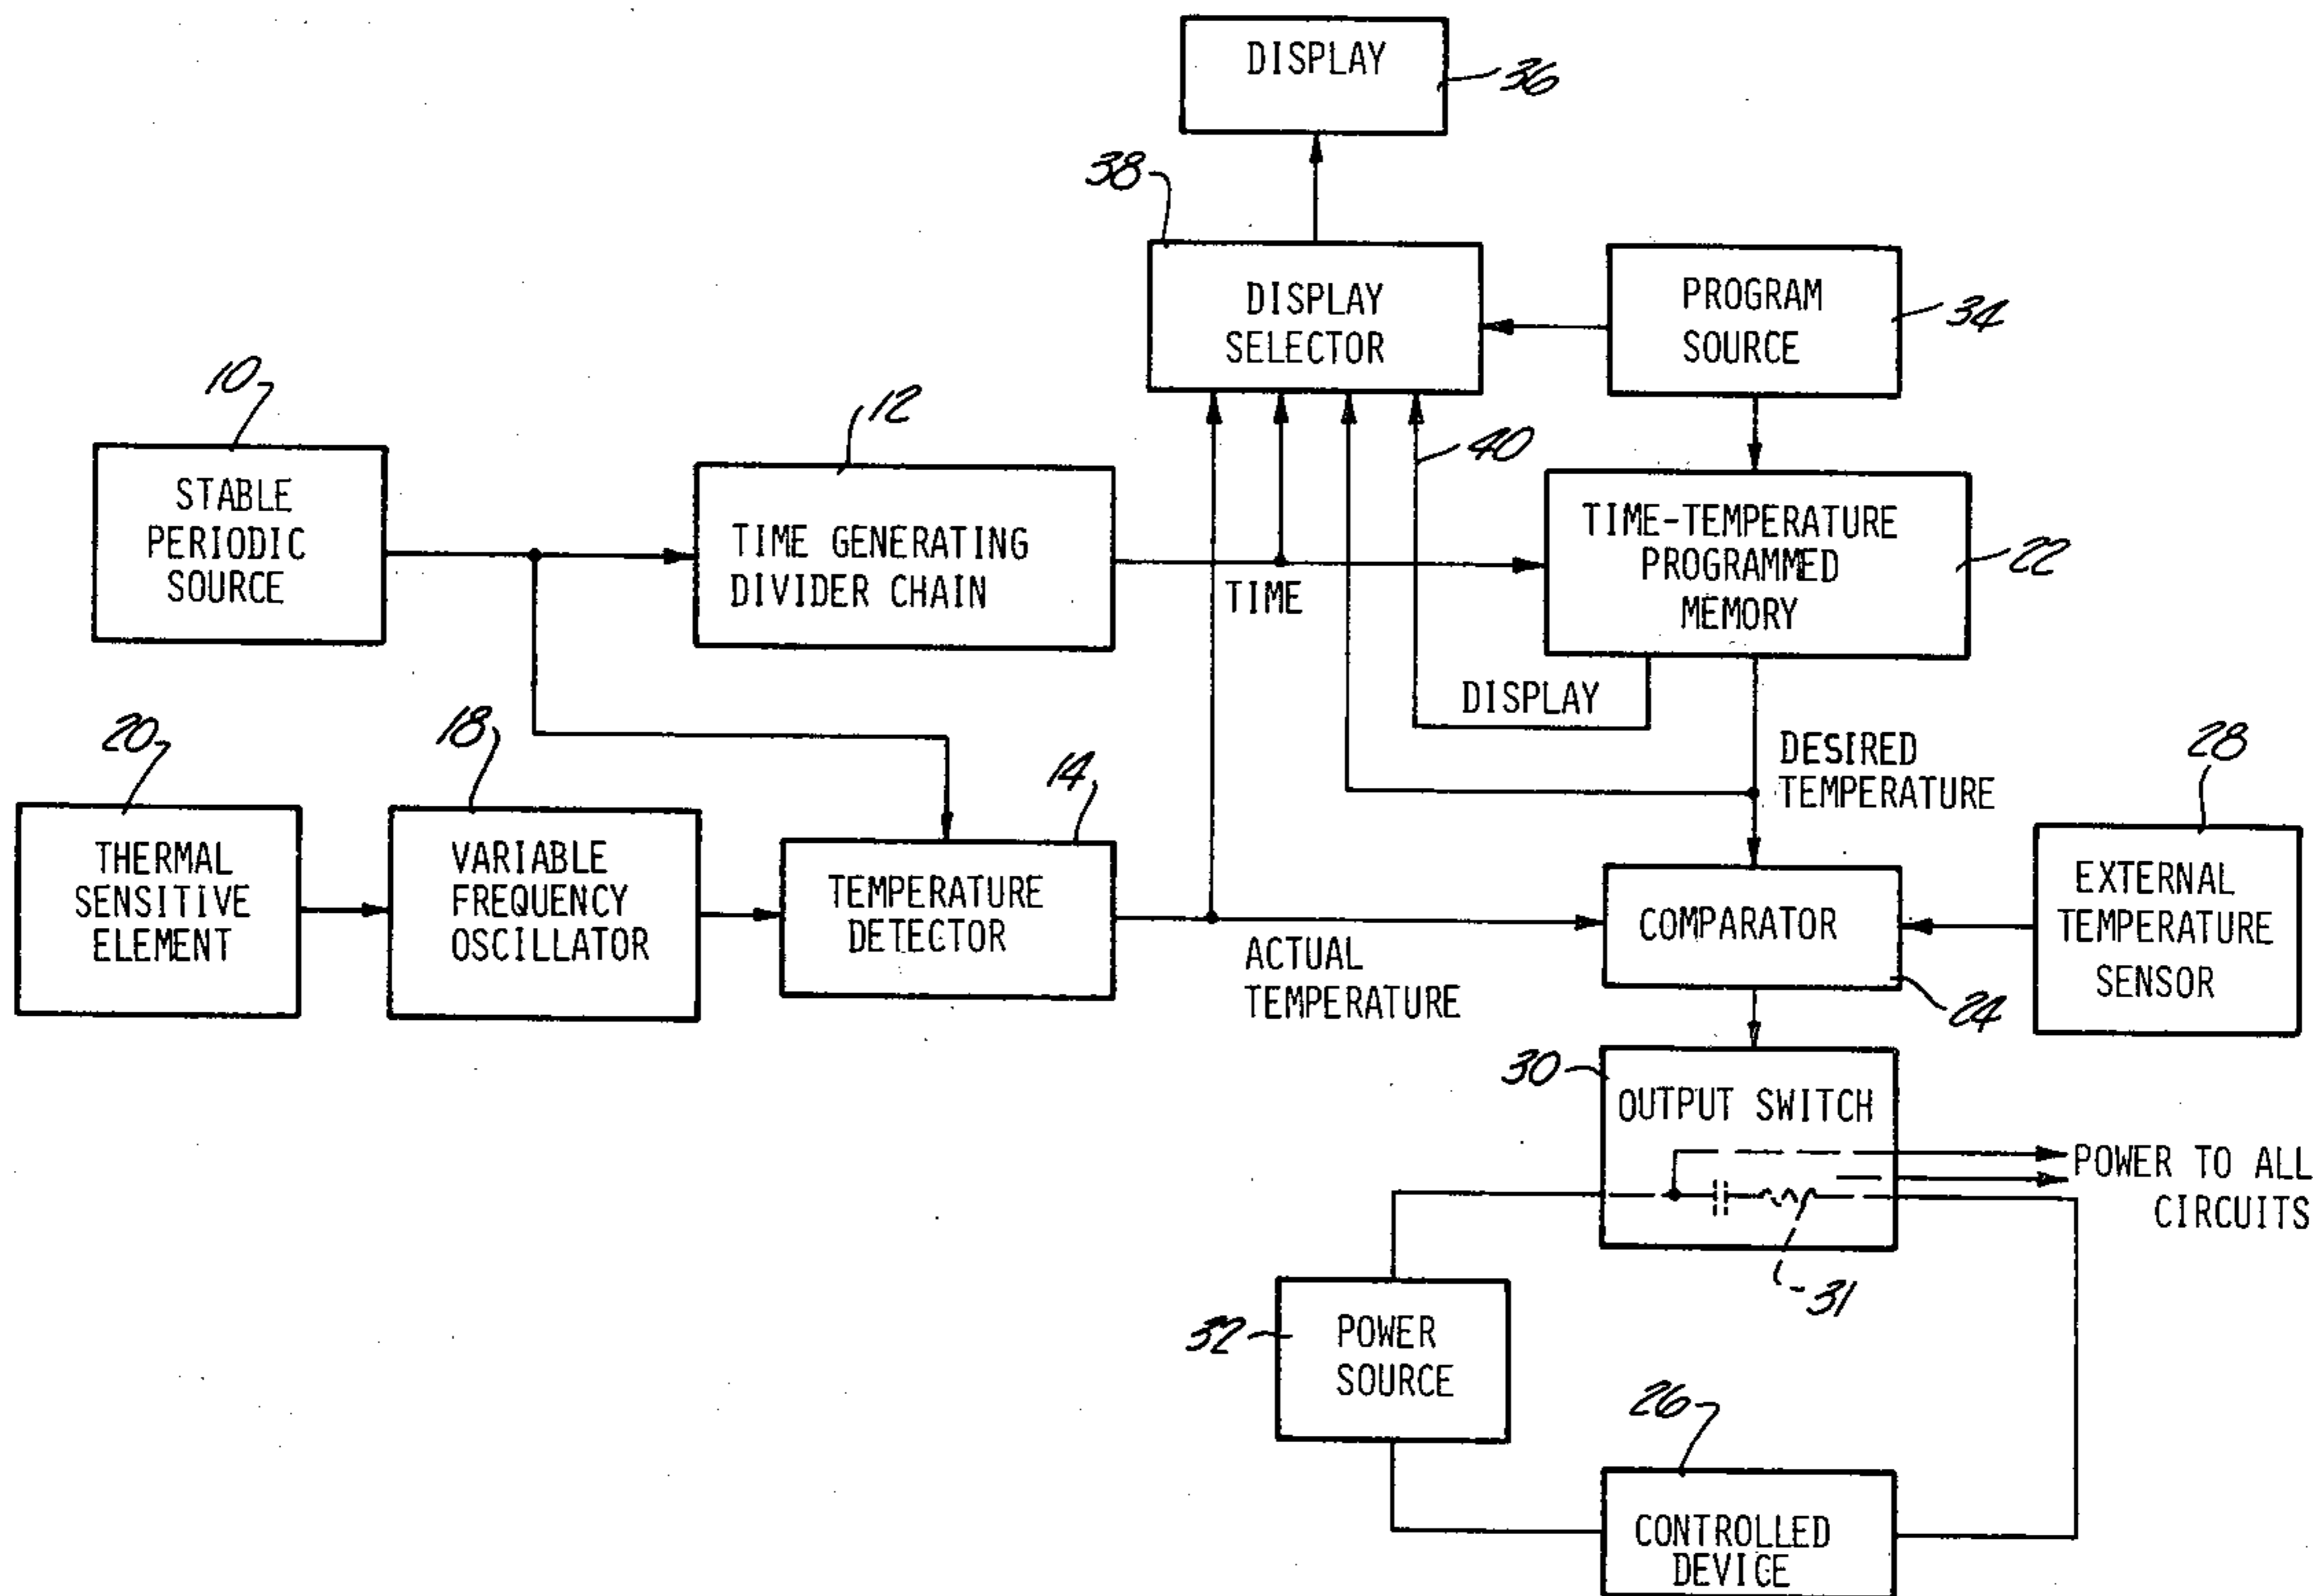 DISPLAY
36
38
DISPLAY
SELECTOR
PROGRAM
SOURCE
34
10
STABLE
PERIODIC
SOURCE
12
TIME GENERATING
DIVIDER CHAIN
TIME
40
TIME-TEMPERATURE
PROGRAMMED
MEMORY
22
DISPLAY
DESIRED
TEMPERATURE
20
THERMAL
SENSITIVE
ELEMENT
18
VARIABLE
FREQUENCY
OSCILLATOR
14
TEMPERATURE
DETECTOR
ACTUAL
TEMPERATURE
COMPARATOR
24
28
EXTERNAL
TEMPERATURE
SENSOR
30
OUTPUT SWITCH
POWER TO ALL
CIRCUITS
31
32
POWER
SOURCE
26
CONTROLLED
DEVICE